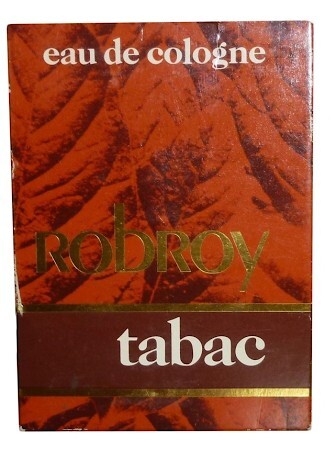 eau de cologne
Robroy
tabac